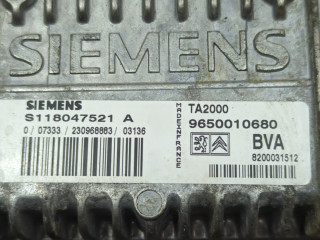 SIEMENS
SIEMENS
S118047521 A
0 / 07333 / 230968883 / 03136
MADE IN FRANCE
TA2000
9650010680
BVA
8200031512